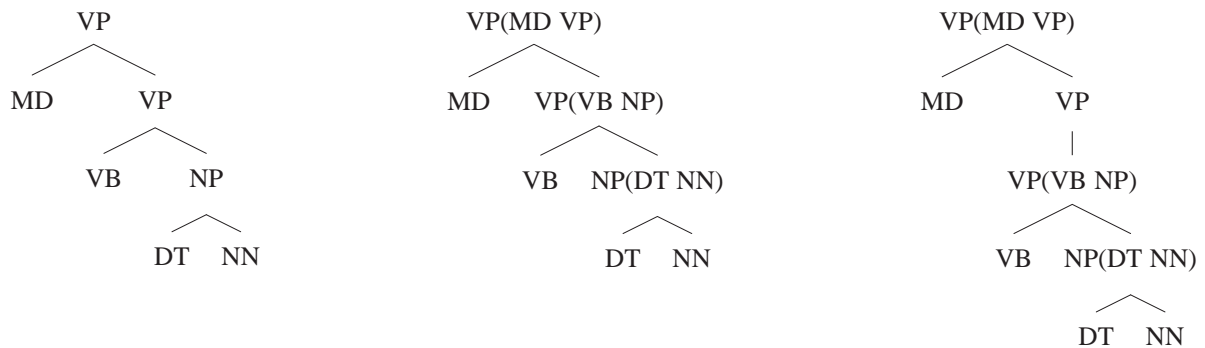 VP VP(MD VP) VP(MD VP)
MD VP MD VP(VB NP) MD VP
VB NP VB NP(DT NN) VP(VB NP)
DT NN DT NN VB NP(DT NN)
DT NN